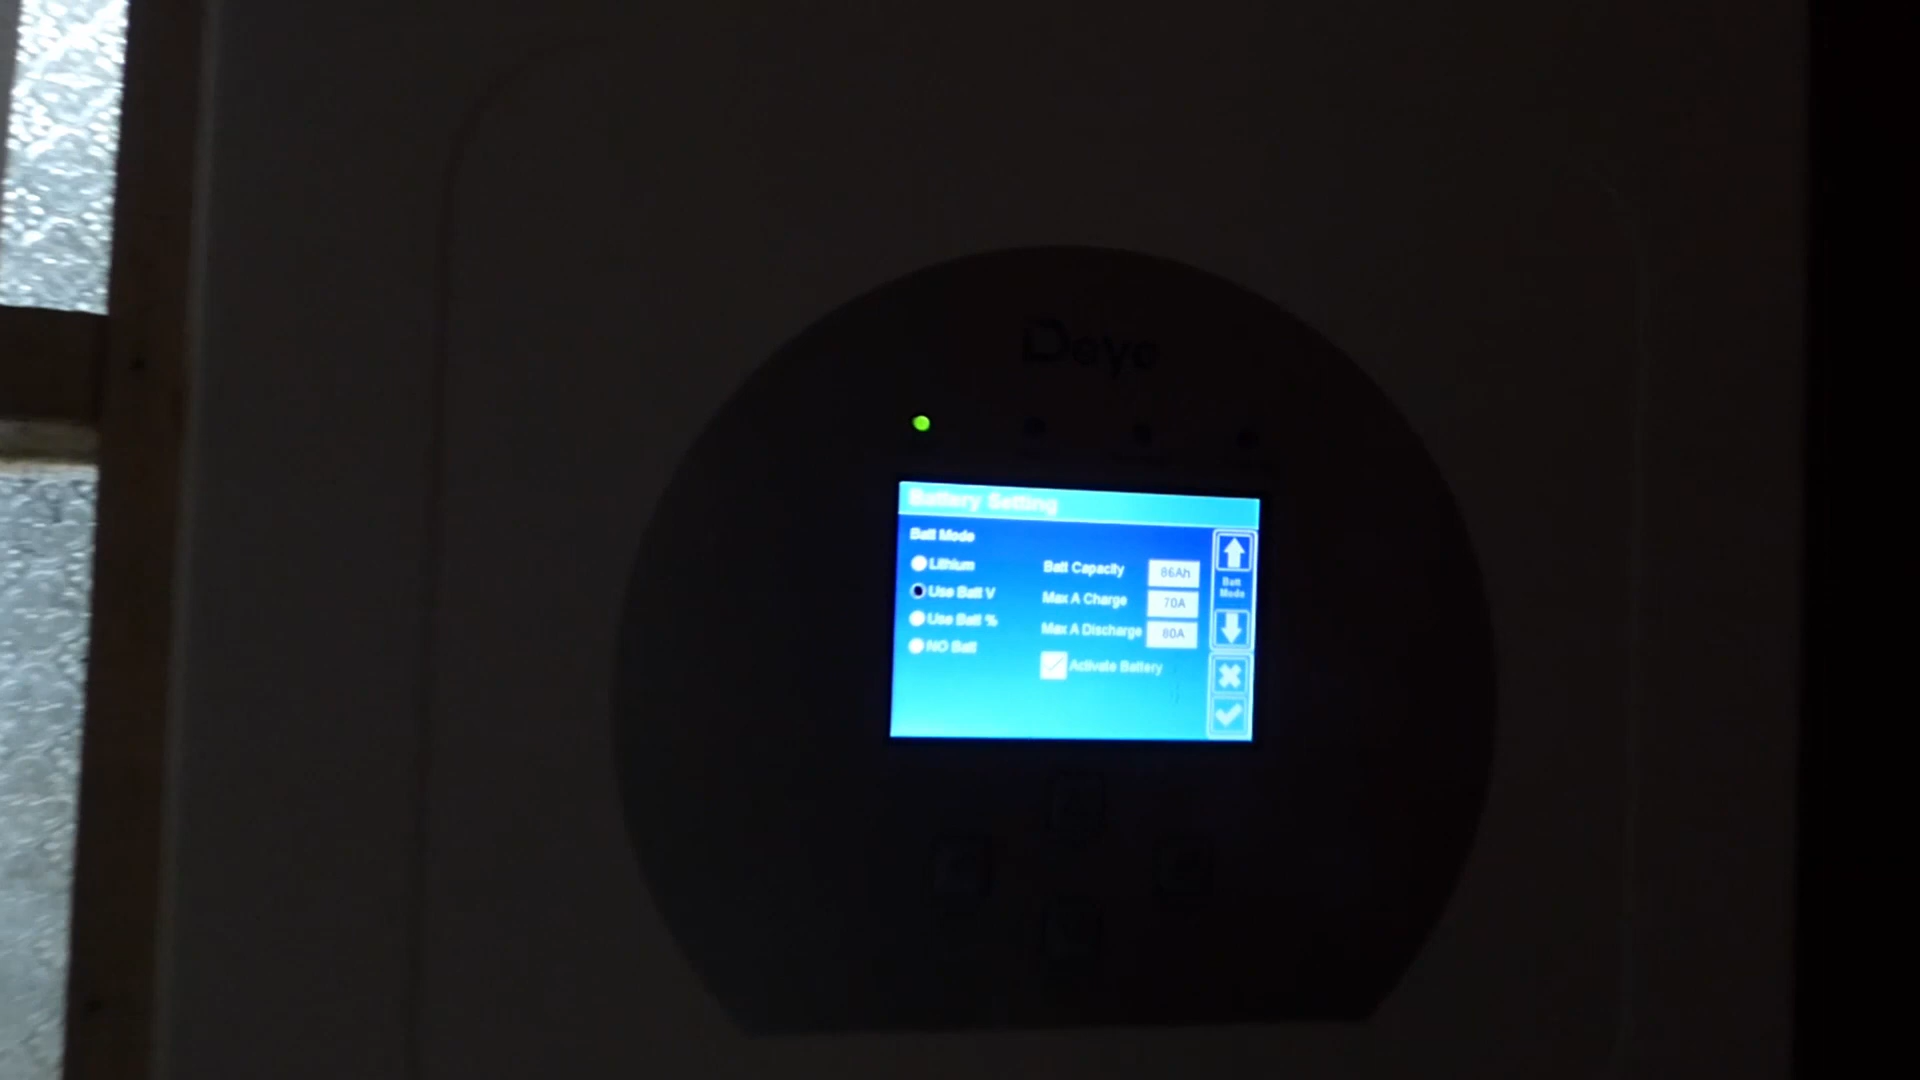 Deye
Battery Setting
Batt Mode
Lithium
Use Batt V
Use Batt %
NO Batt
Batt Capacity 86Ah
Max A Charge 70A
Max A Discharge 80A
Activate Battery
Batt
Mode